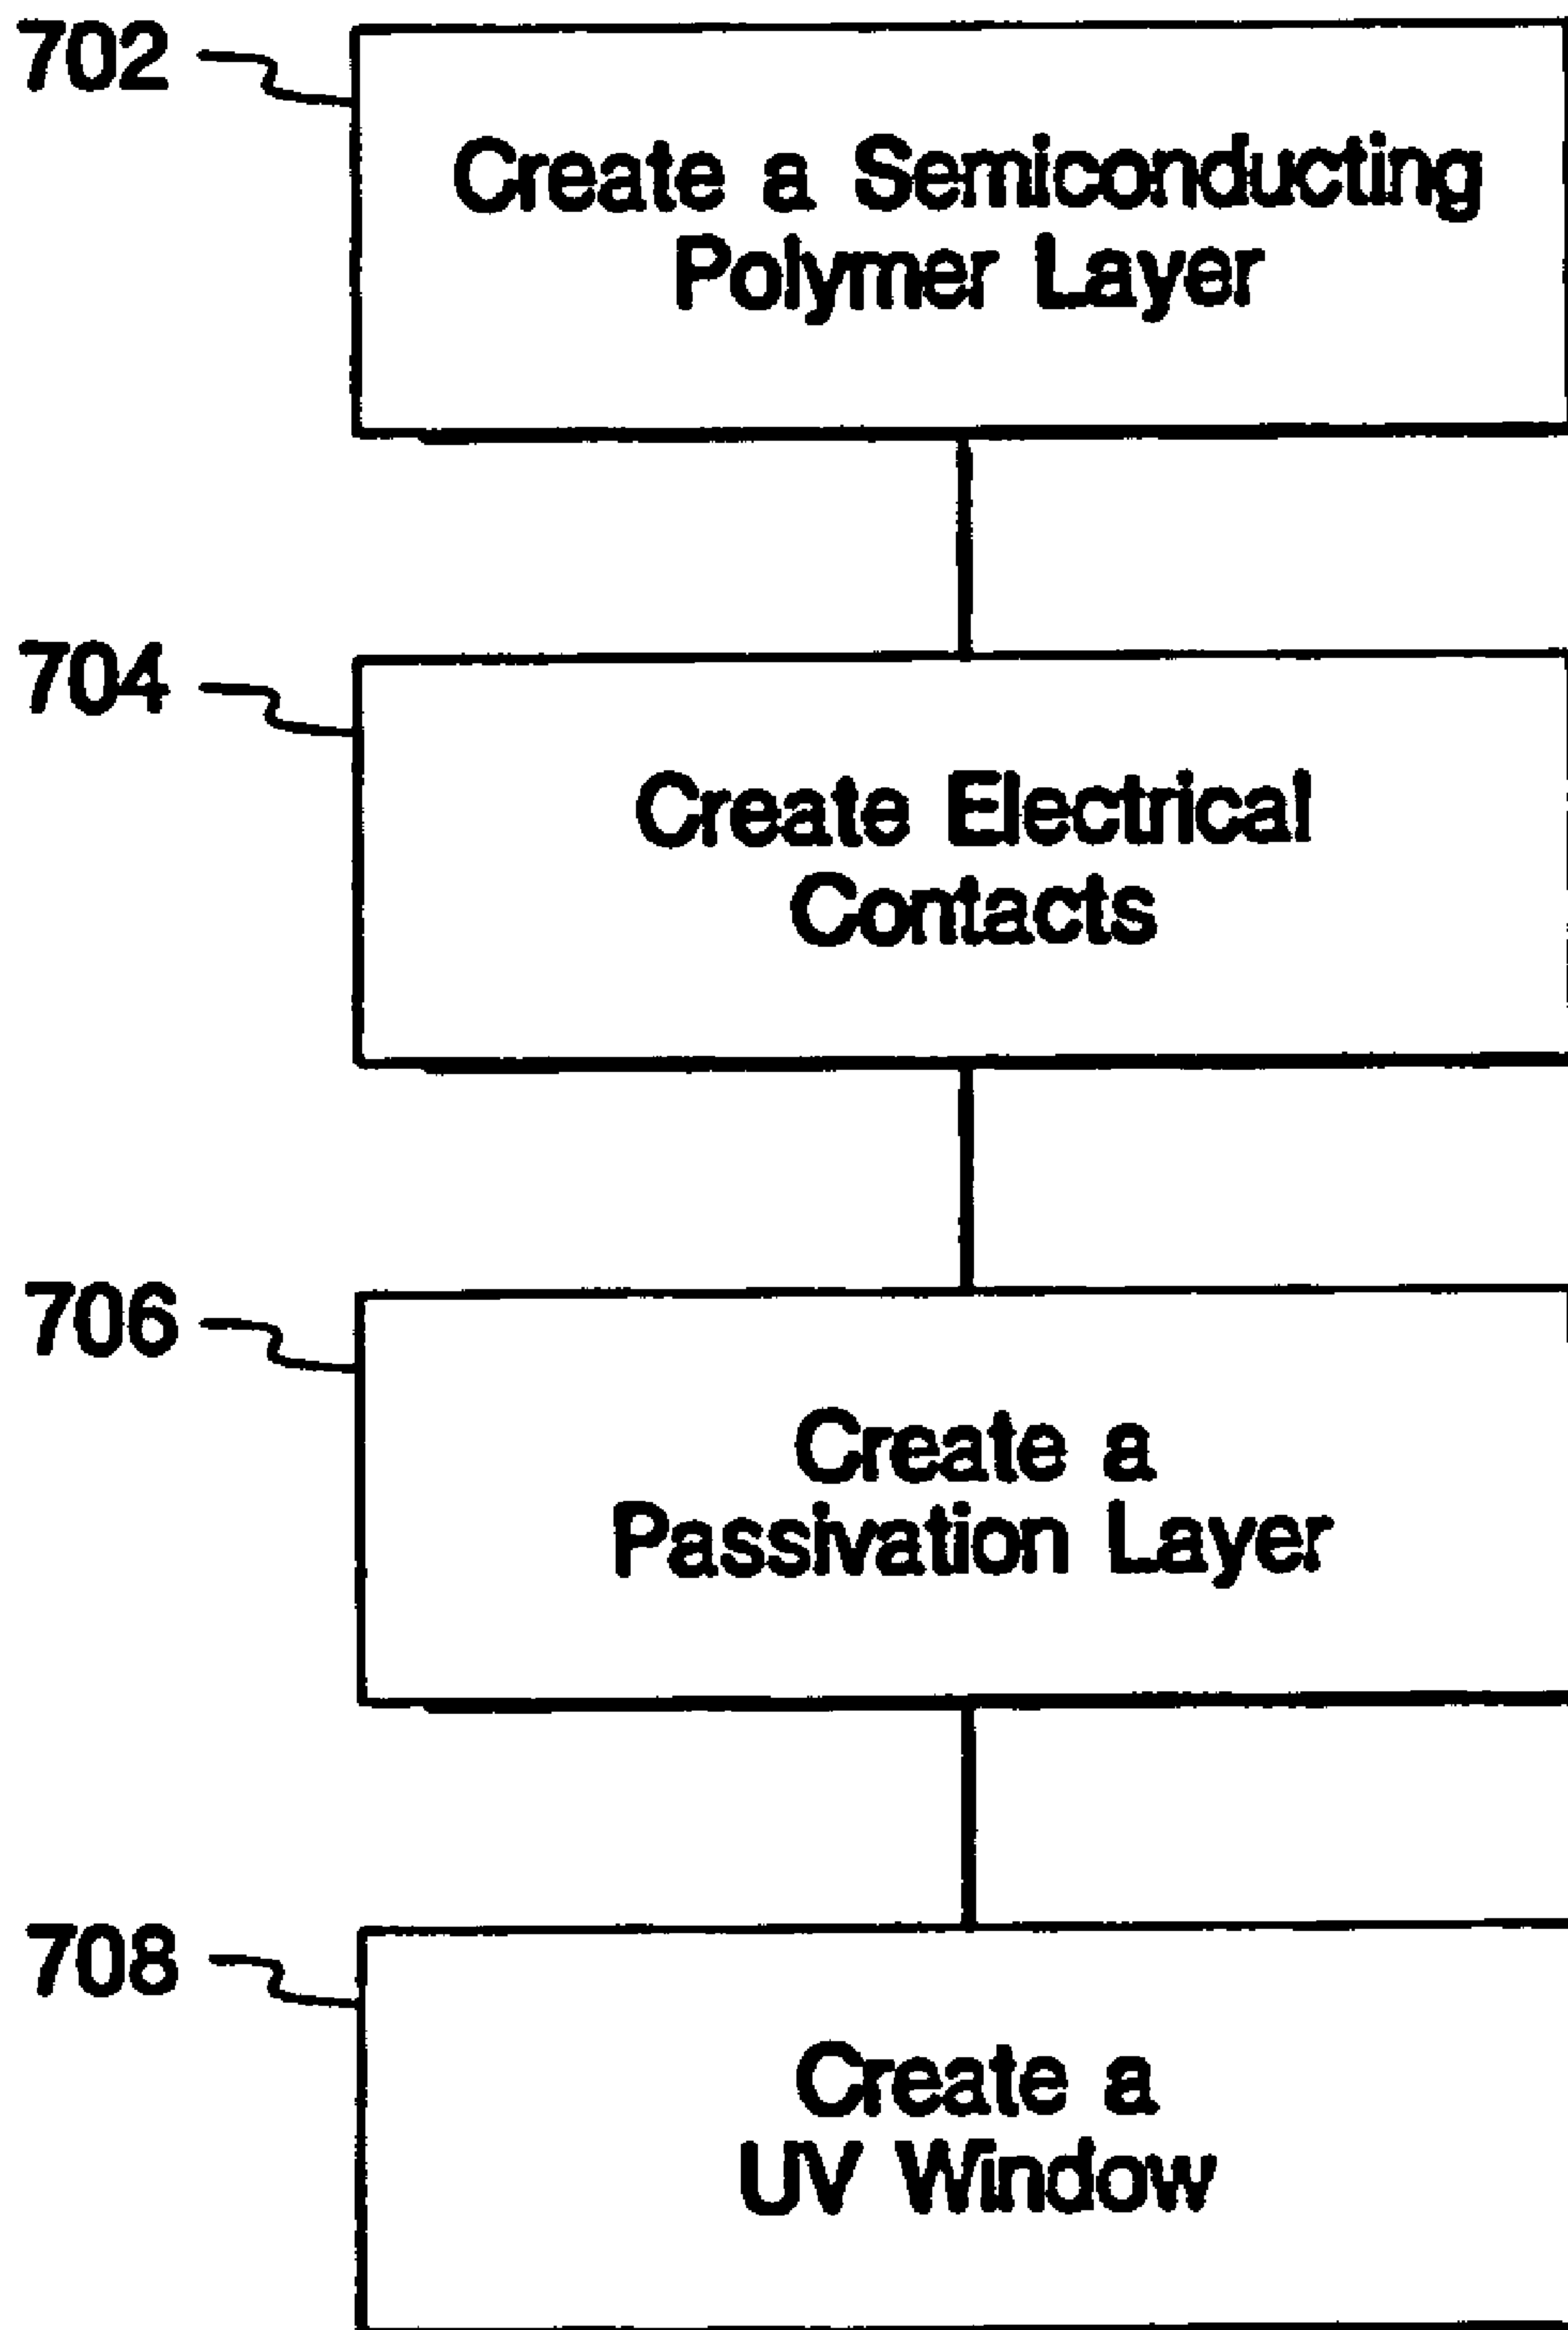 702
Create a Semiconducting
Polymer Layer
704
Create Electrical
Contacts
706
Create a
Passivation Layer
708
Create a
UV Window